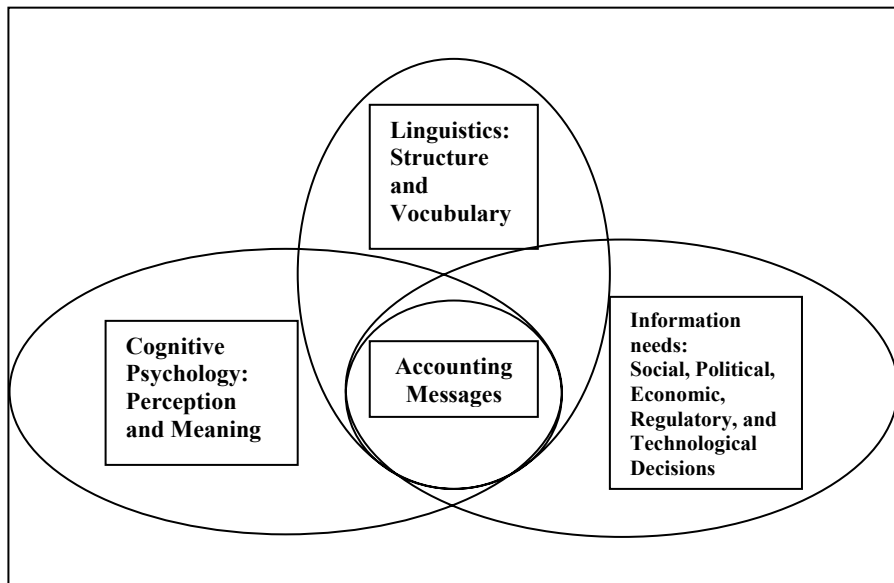 Linguistics:
Structure
and
Vocubulary
Cognitive
Psychology:
Perception
and Meaning
Accounting
Messages
Information
needs:
Social, Political,
Economic,
Regulatory, and
Technological
Decisions